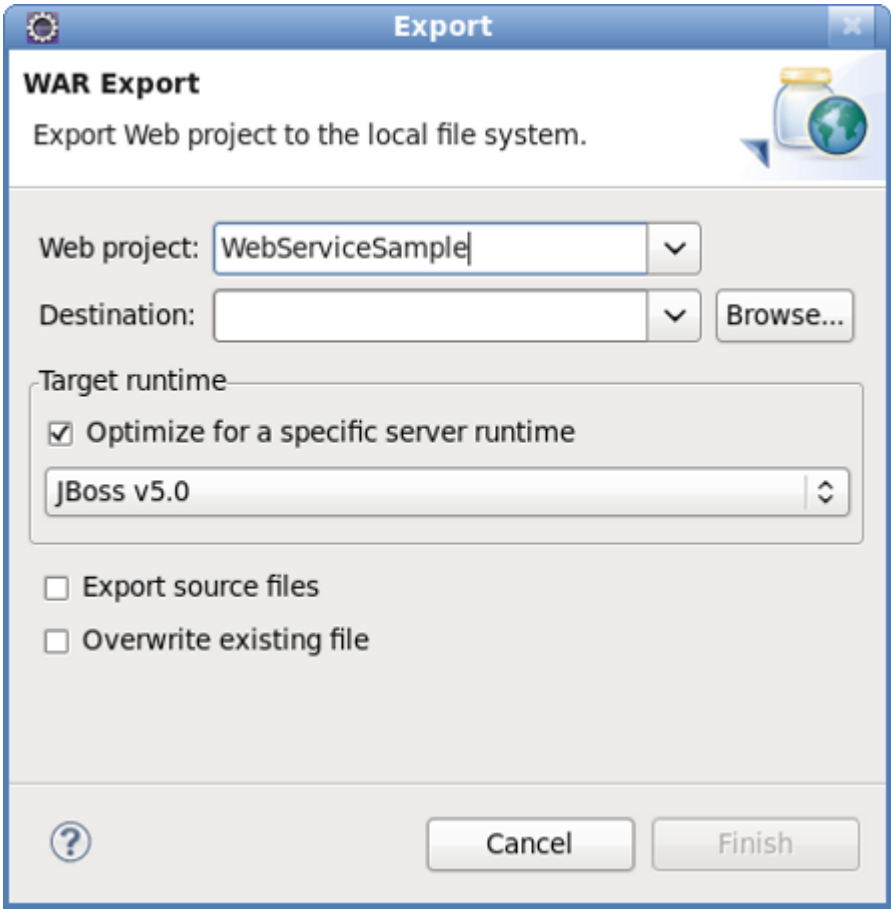 Export
WAR Export
Export Web project to the local file system.
Web project: WebServiceSample
Destination: Browse...
Target runtime
Optimize for a specific server runtime
JBoss v5.0
Export source files
Overwrite existing file
? Cancel Finish